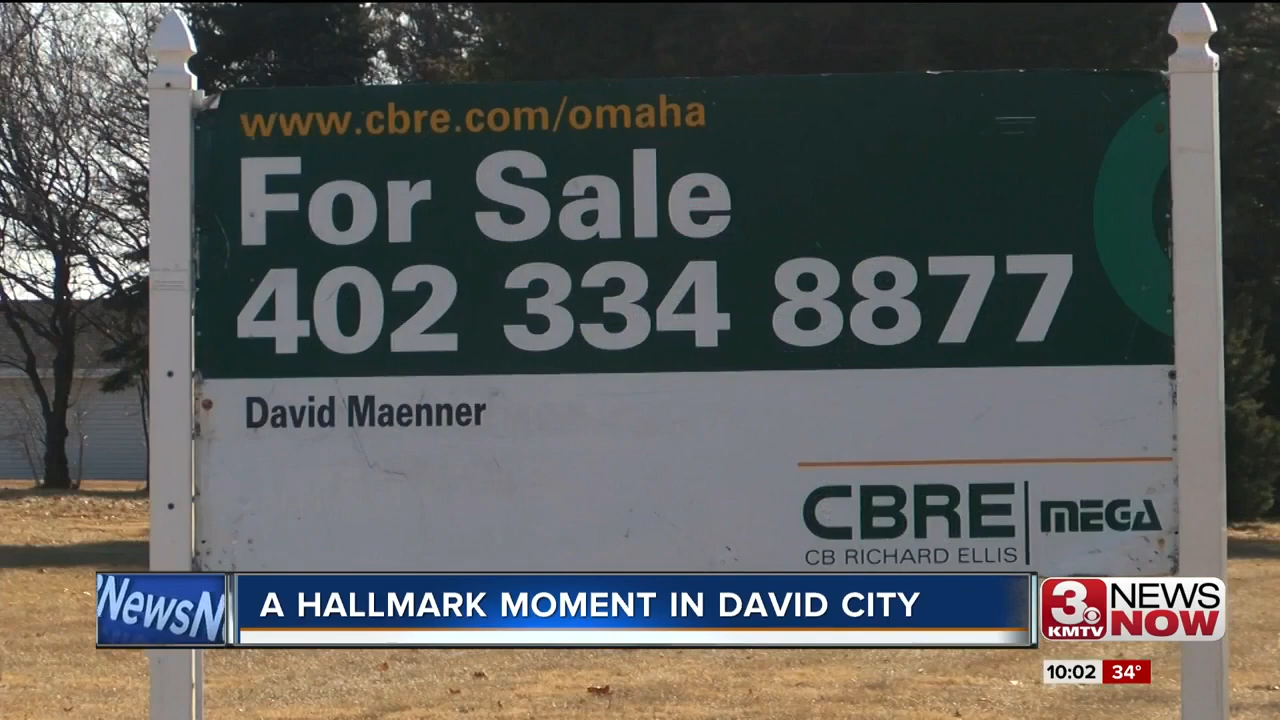 www.cbre.com/omaha
For Sale
402 334 8877
David Maenner
CBRE MEGA
CB RICHARD ELLIS
NewsN
A HALLMARK MOMENT IN DAVID CITY
3 KMTV NEWS NOW
10:02 34°